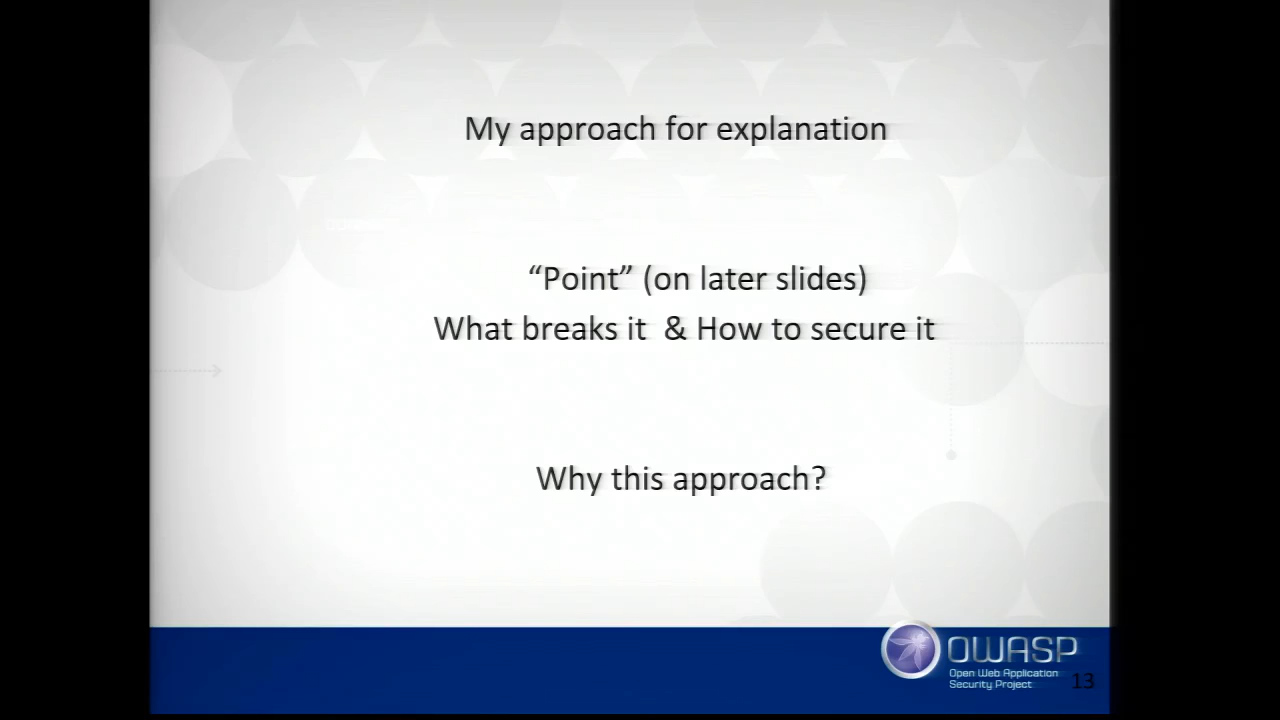 My approach for explanation
“Point” (on later slides)
What breaks it & How to secure it
Why this approach?
OWASP
Open Web Application
Security Project
13